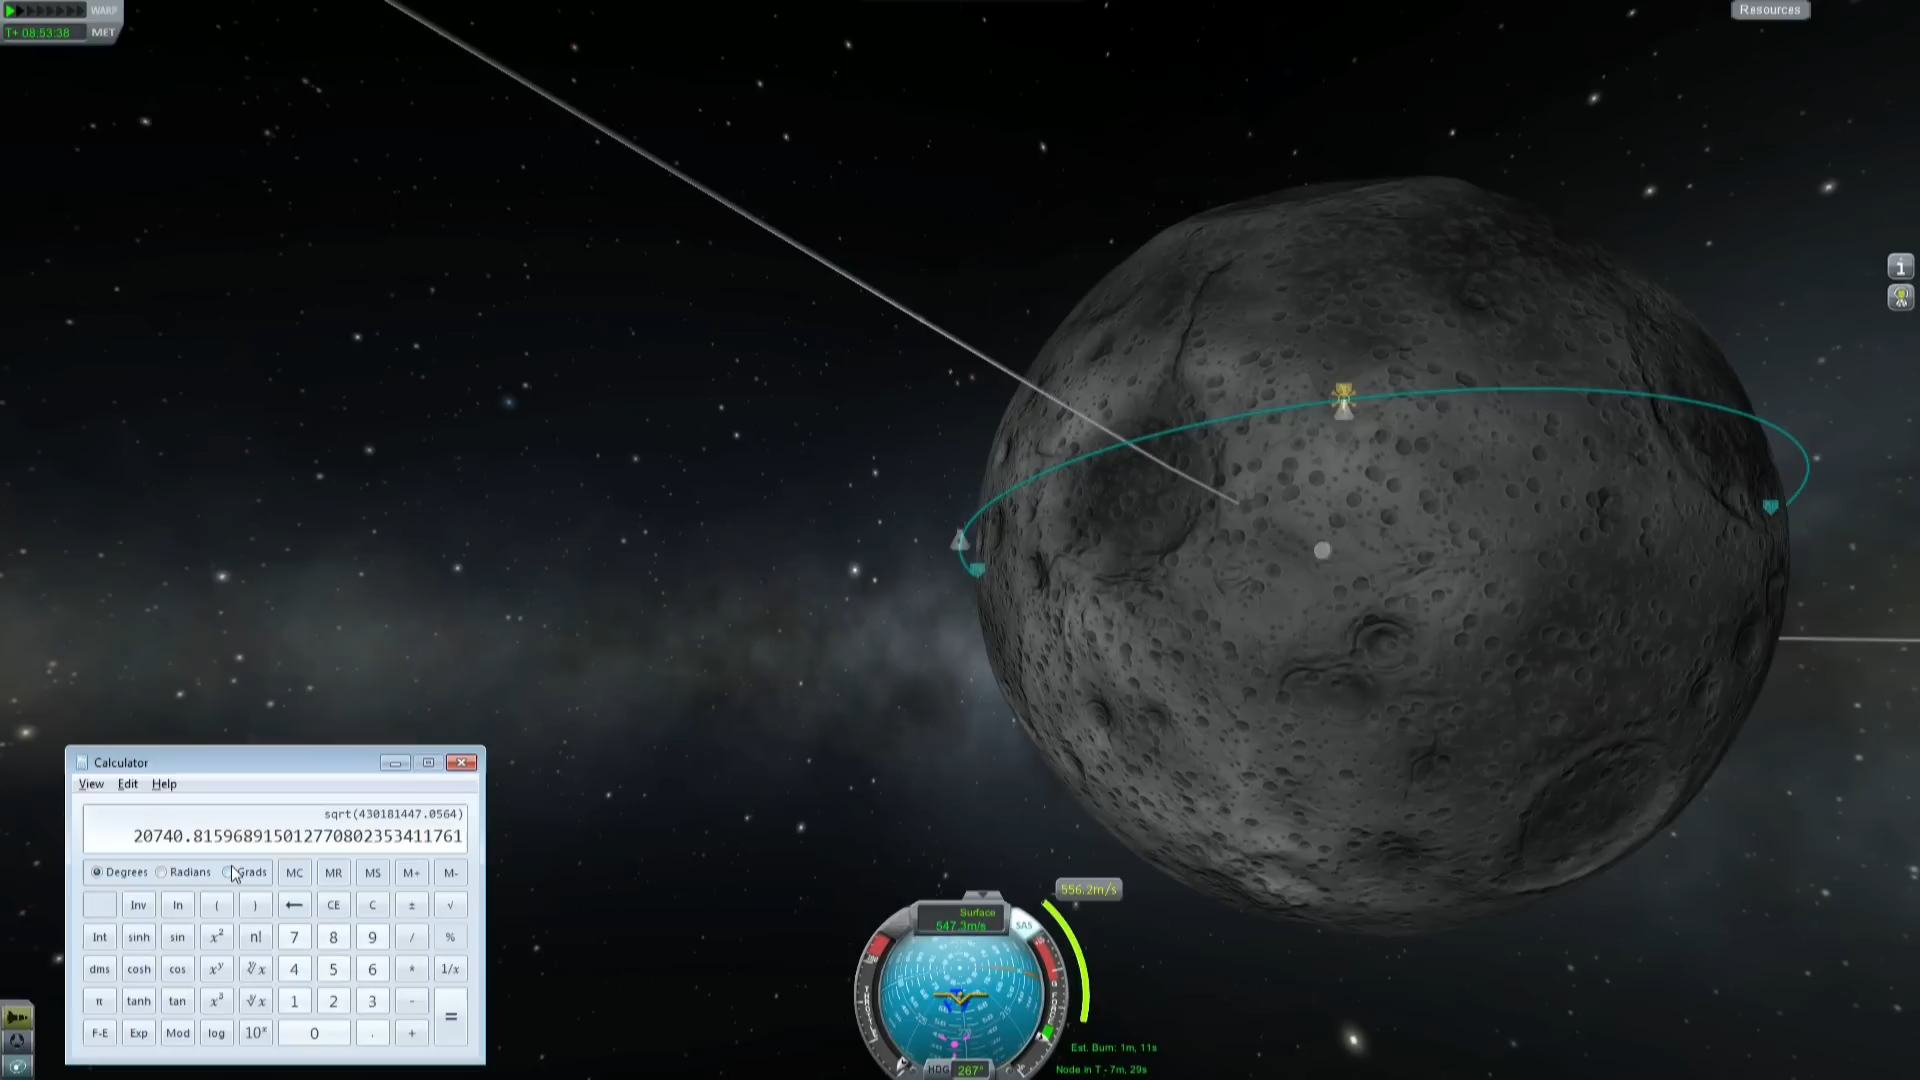 WARP
T+ 08:53:38 MET
Resources
Calculator
View Edit Help
sqrt(430181447.0564)
20740.815968915012770802353411761
Degrees Radians Grads MC MR MS M+ M-
Inv ln ( ) ← CE C ± √
Int sinh sin x² n! 7 8 9 / %
dms cosh cos xʸ ʸ√x 4 5 6 * 1/x
π tanh tan x³ ³√x 1 2 3 - =
F-E Exp Mod log 10ˣ 0 . +
556.2m/s
Surface
547.3m/s
SAS
HDG 267°
Est. Burn: 1m, 11s
Node in T - 7m, 29s